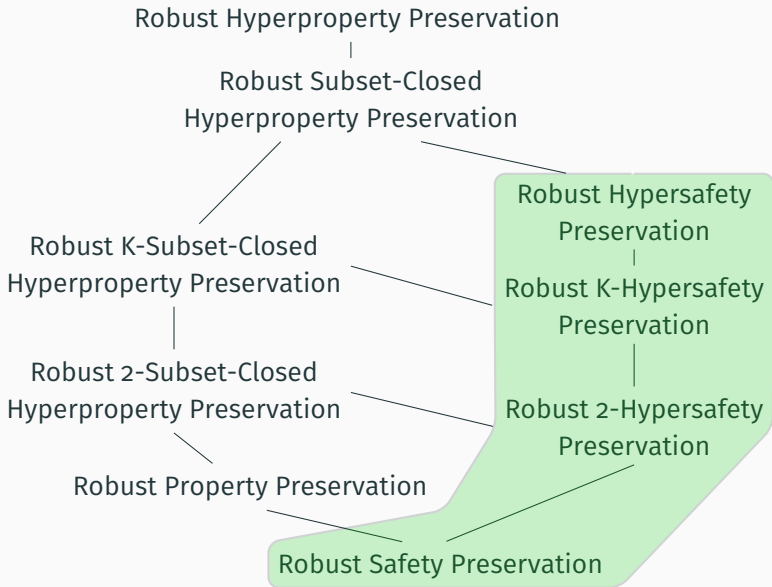 Robust Hyperproperty Preservation
Robust Subset-Closed
Hyperproperty Preservation
Robust Hypersafety
Preservation
Robust K-Subset-Closed
Hyperproperty Preservation
Robust K-Hypersafety
Preservation
Robust 2-Subset-Closed
Hyperproperty Preservation
Robust 2-Hypersafety
Preservation
Robust Property Preservation
Robust Safety Preservation